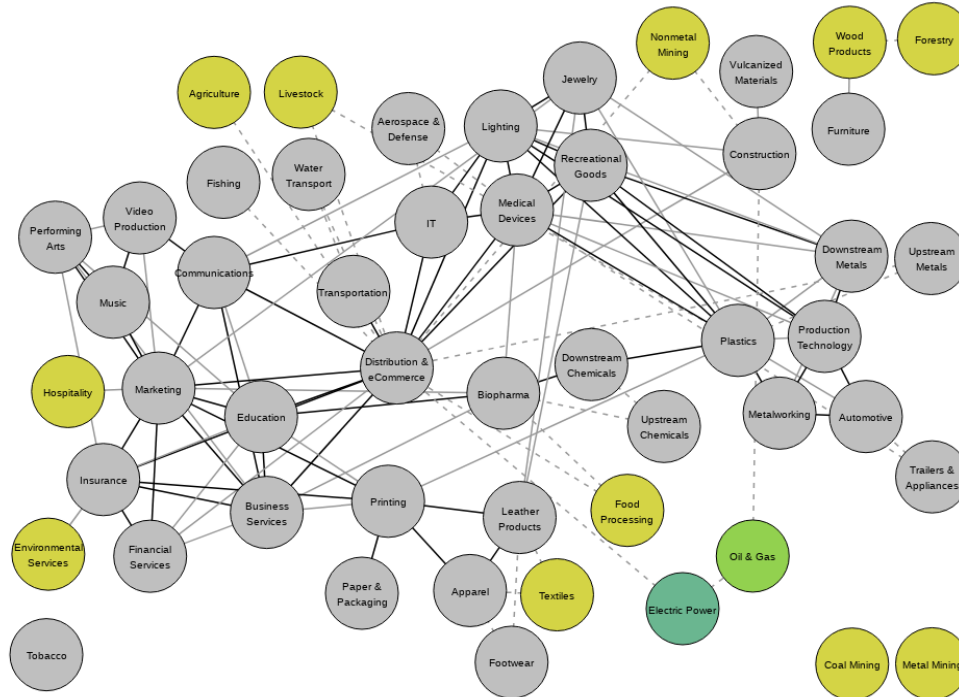 Nonmetal
Mining
Wood
Products
Forestry
Vulcanized
Materials
Jewelry
Agriculture
Livestock
Aerospace &
Defense
Lighting
Furniture
Construction
Recreational
Goods
Water
Transport
Fishing
Medical
Devices
IT
Video
Production
Performing
Arts
Downstream
Metals
Upstream
Metals
Communications
Transportation
Music
Production
Technology
Plastics
Distribution &
eCommerce
Downstream
Chemicals
Hospitality
Marketing
Biopharma
Education
Metalworking
Automotive
Upstream
Chemicals
Insurance
Trailers &
Appliances
Printing
Business
Services
Leather
Products
Food
Processing
Environmental
Services
Financial
Services
Oil & Gas
Paper &
Packaging
Apparel
Textiles
Electric Power
Tobacco
Footwear
Coal Mining
Metal Mining